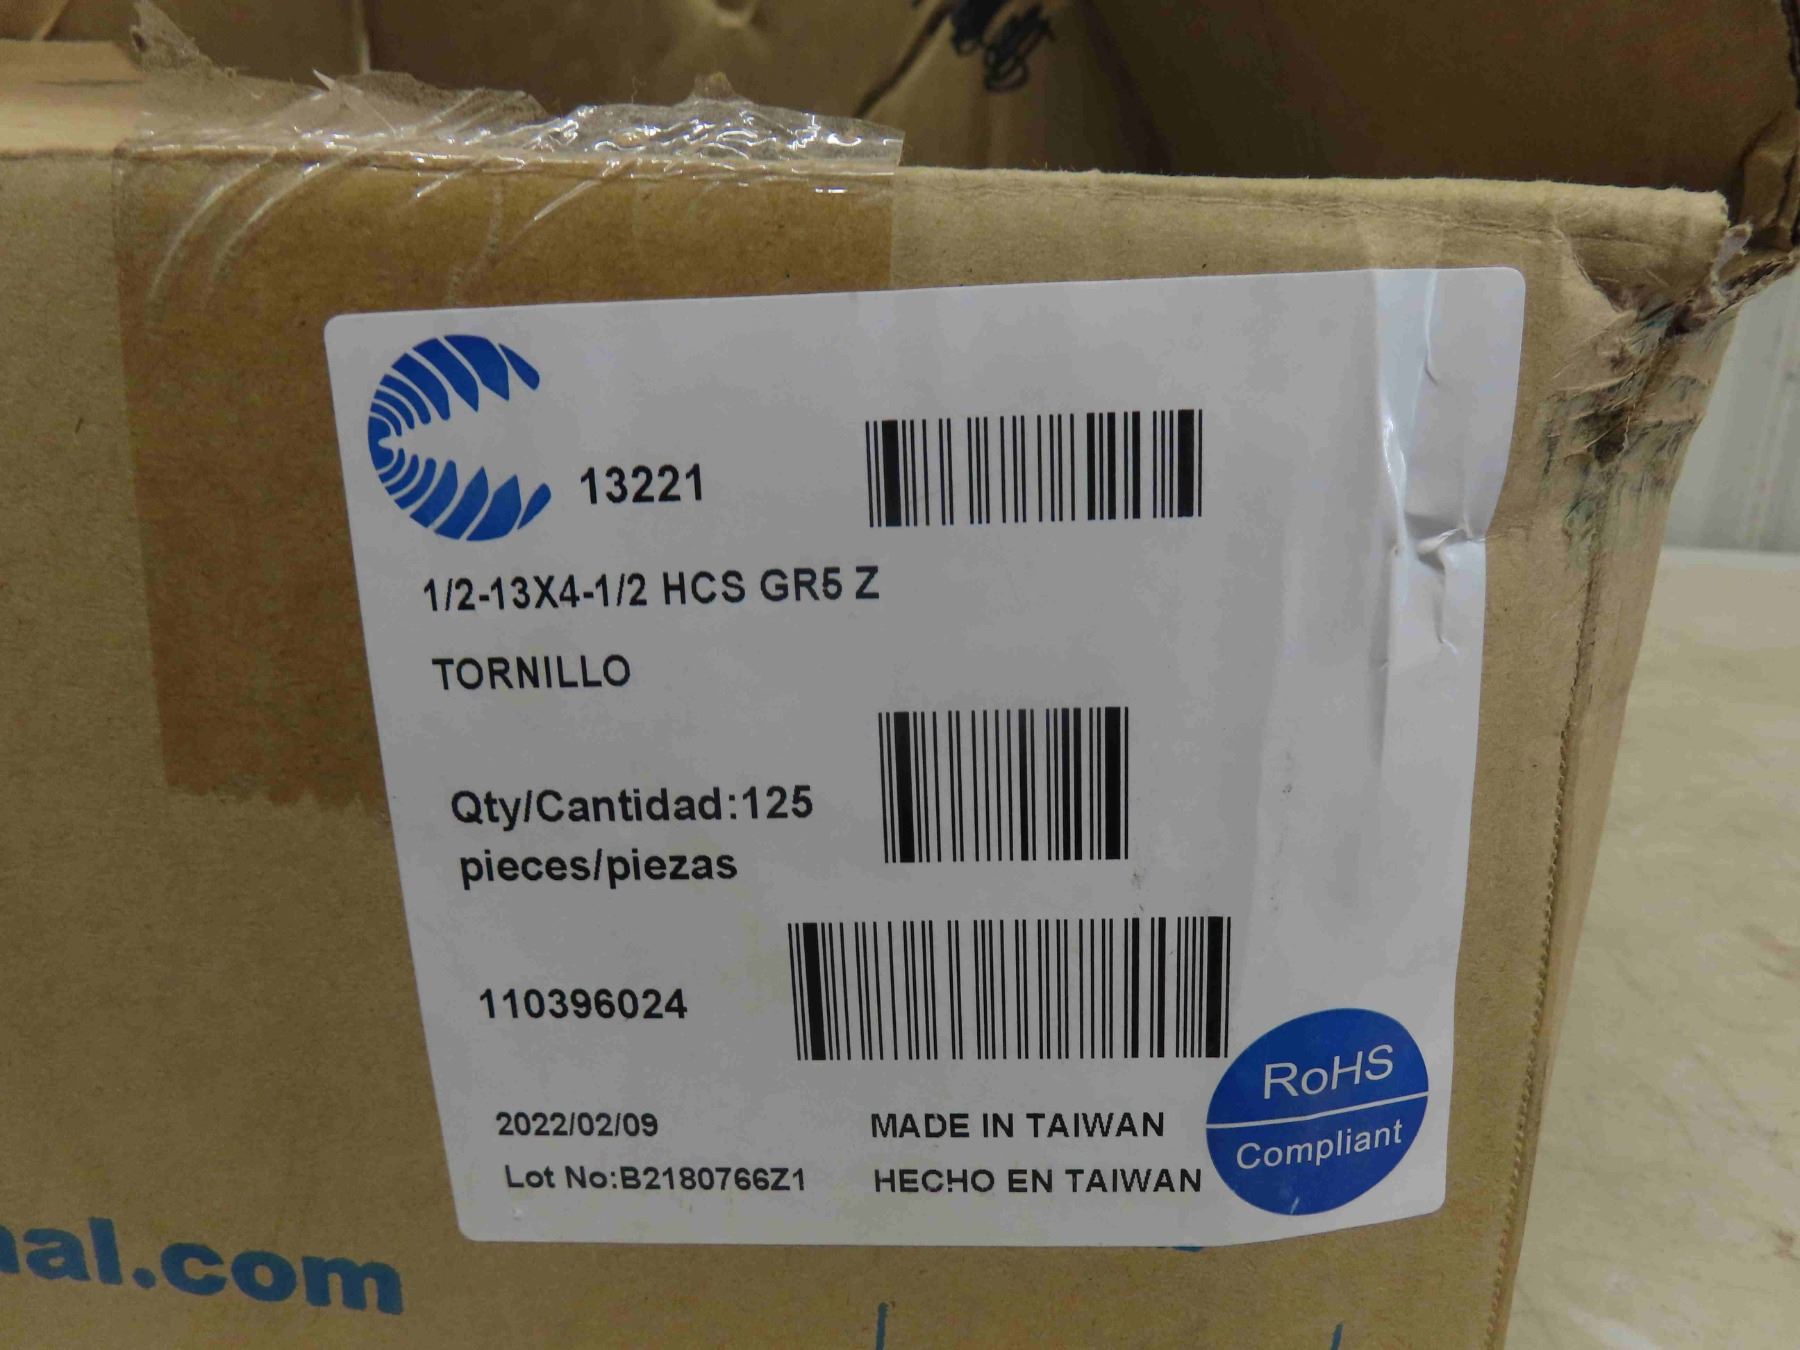 13221
1/2-13X4-1/2 HCS GR5 Z
TORNILLO
Qty/Cantidad:125
pieces/piezas
110396024
2022/02/09
MADE IN TAIWAN
Lot No:B2180766Z1
HECHO EN TAIWAN
RoHS
Compliant
nal.com